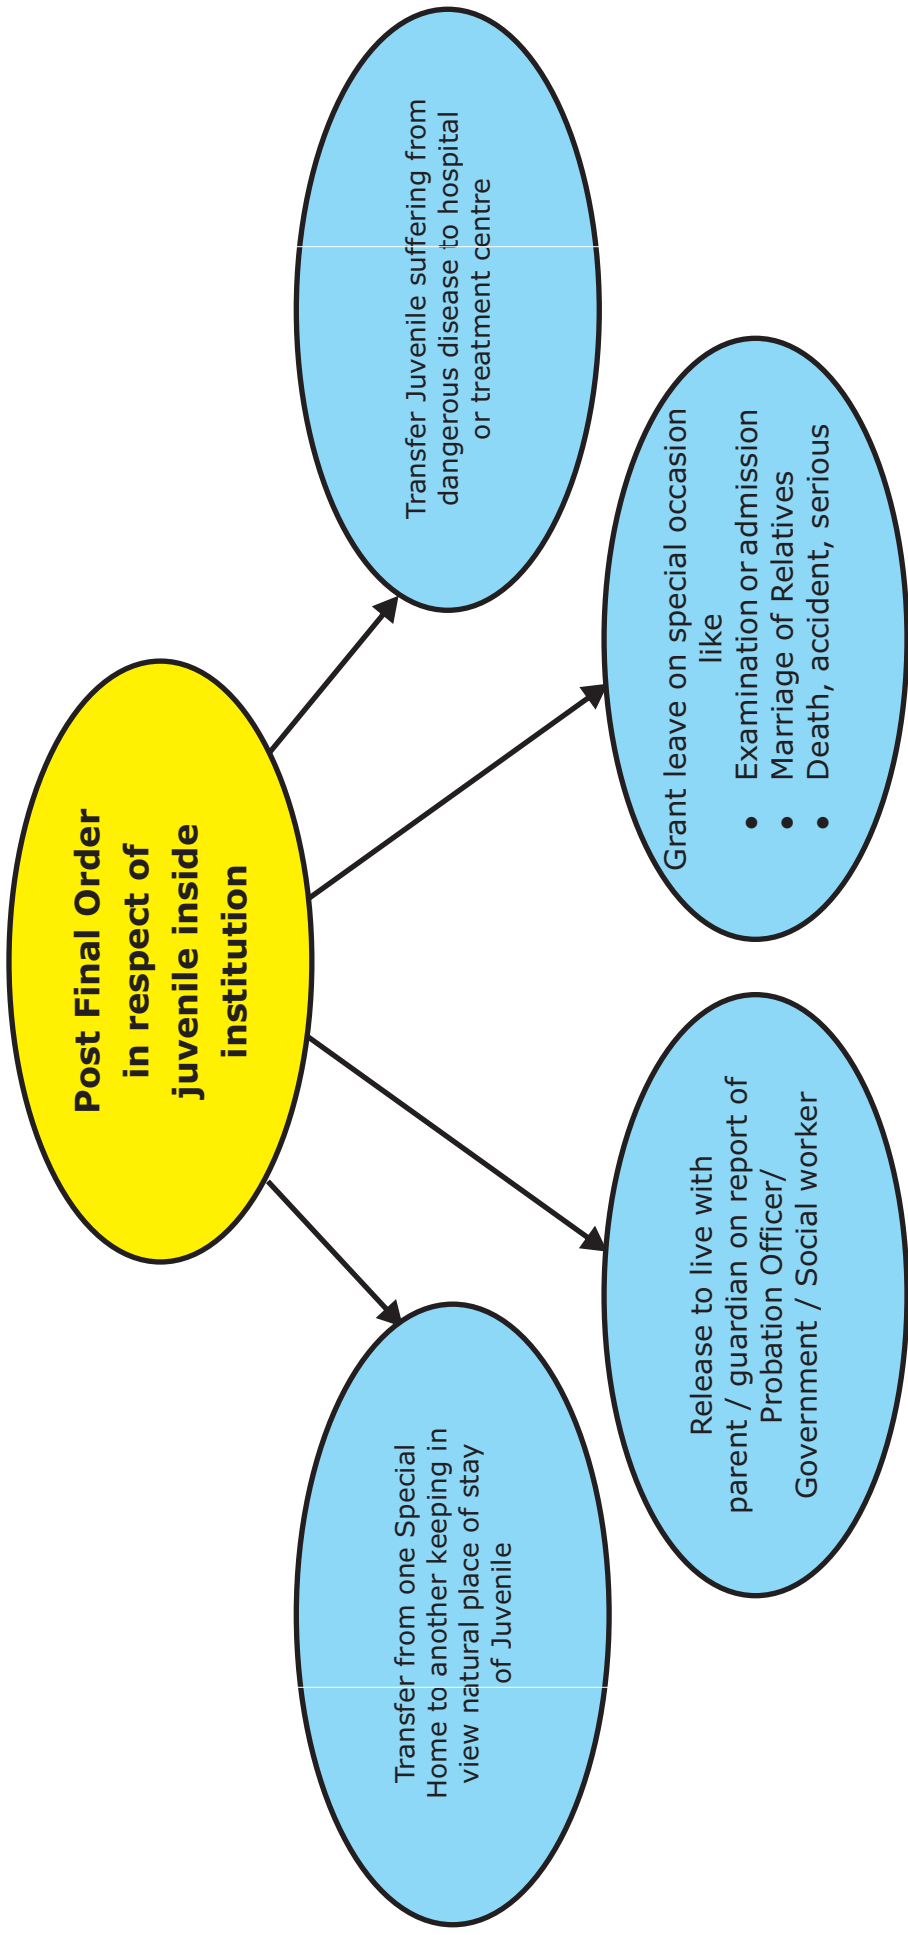 Post Final Order
in respect of
juvenile inside
institution
Transfer from one Special
Home to another keeping in
view natural place of stay
of Juvenile
Release to live with
parent / guardian on report of
Probation Officer/
Government / Social worker
Grant leave on special occasion
like
• Examination or admission
• Marriage of Relatives
• Death, accident, serious
Transfer Juvenile suffering from
dangerous disease to hospital
or treatment centre